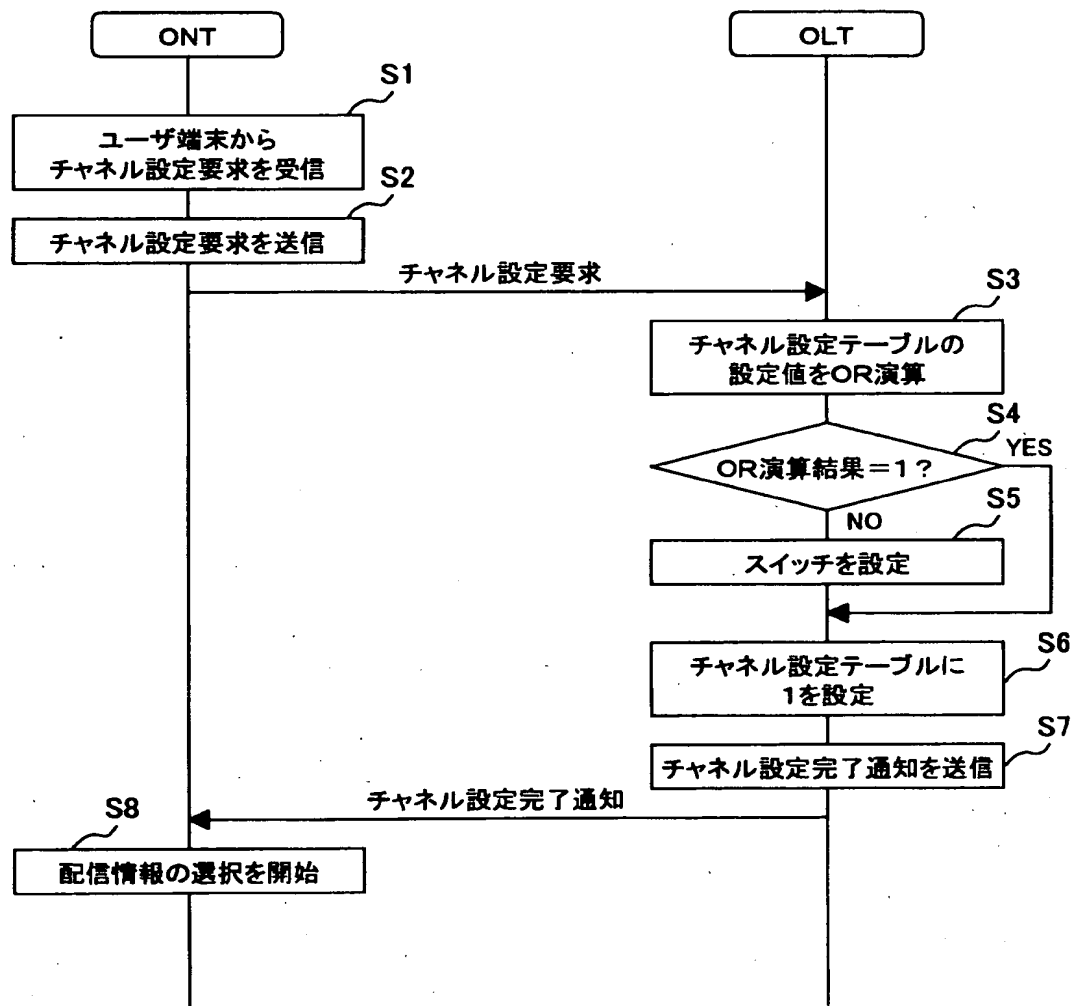 ONT
OLT
S1
ユーザ端末から
チャネル設定要求を受信
S2
チャネル設定要求を送信
チャネル設定要求
S3
チャネル設定テーブルの
設定値をOR演算
S4
OR演算結果=1?
YES
NO
S5
スイッチを設定
S6
チャネル設定テーブルに
1を設定
S7
チャネル設定完了通知を送信
チャネル設定完了通知
S8
配信情報の選択を開始